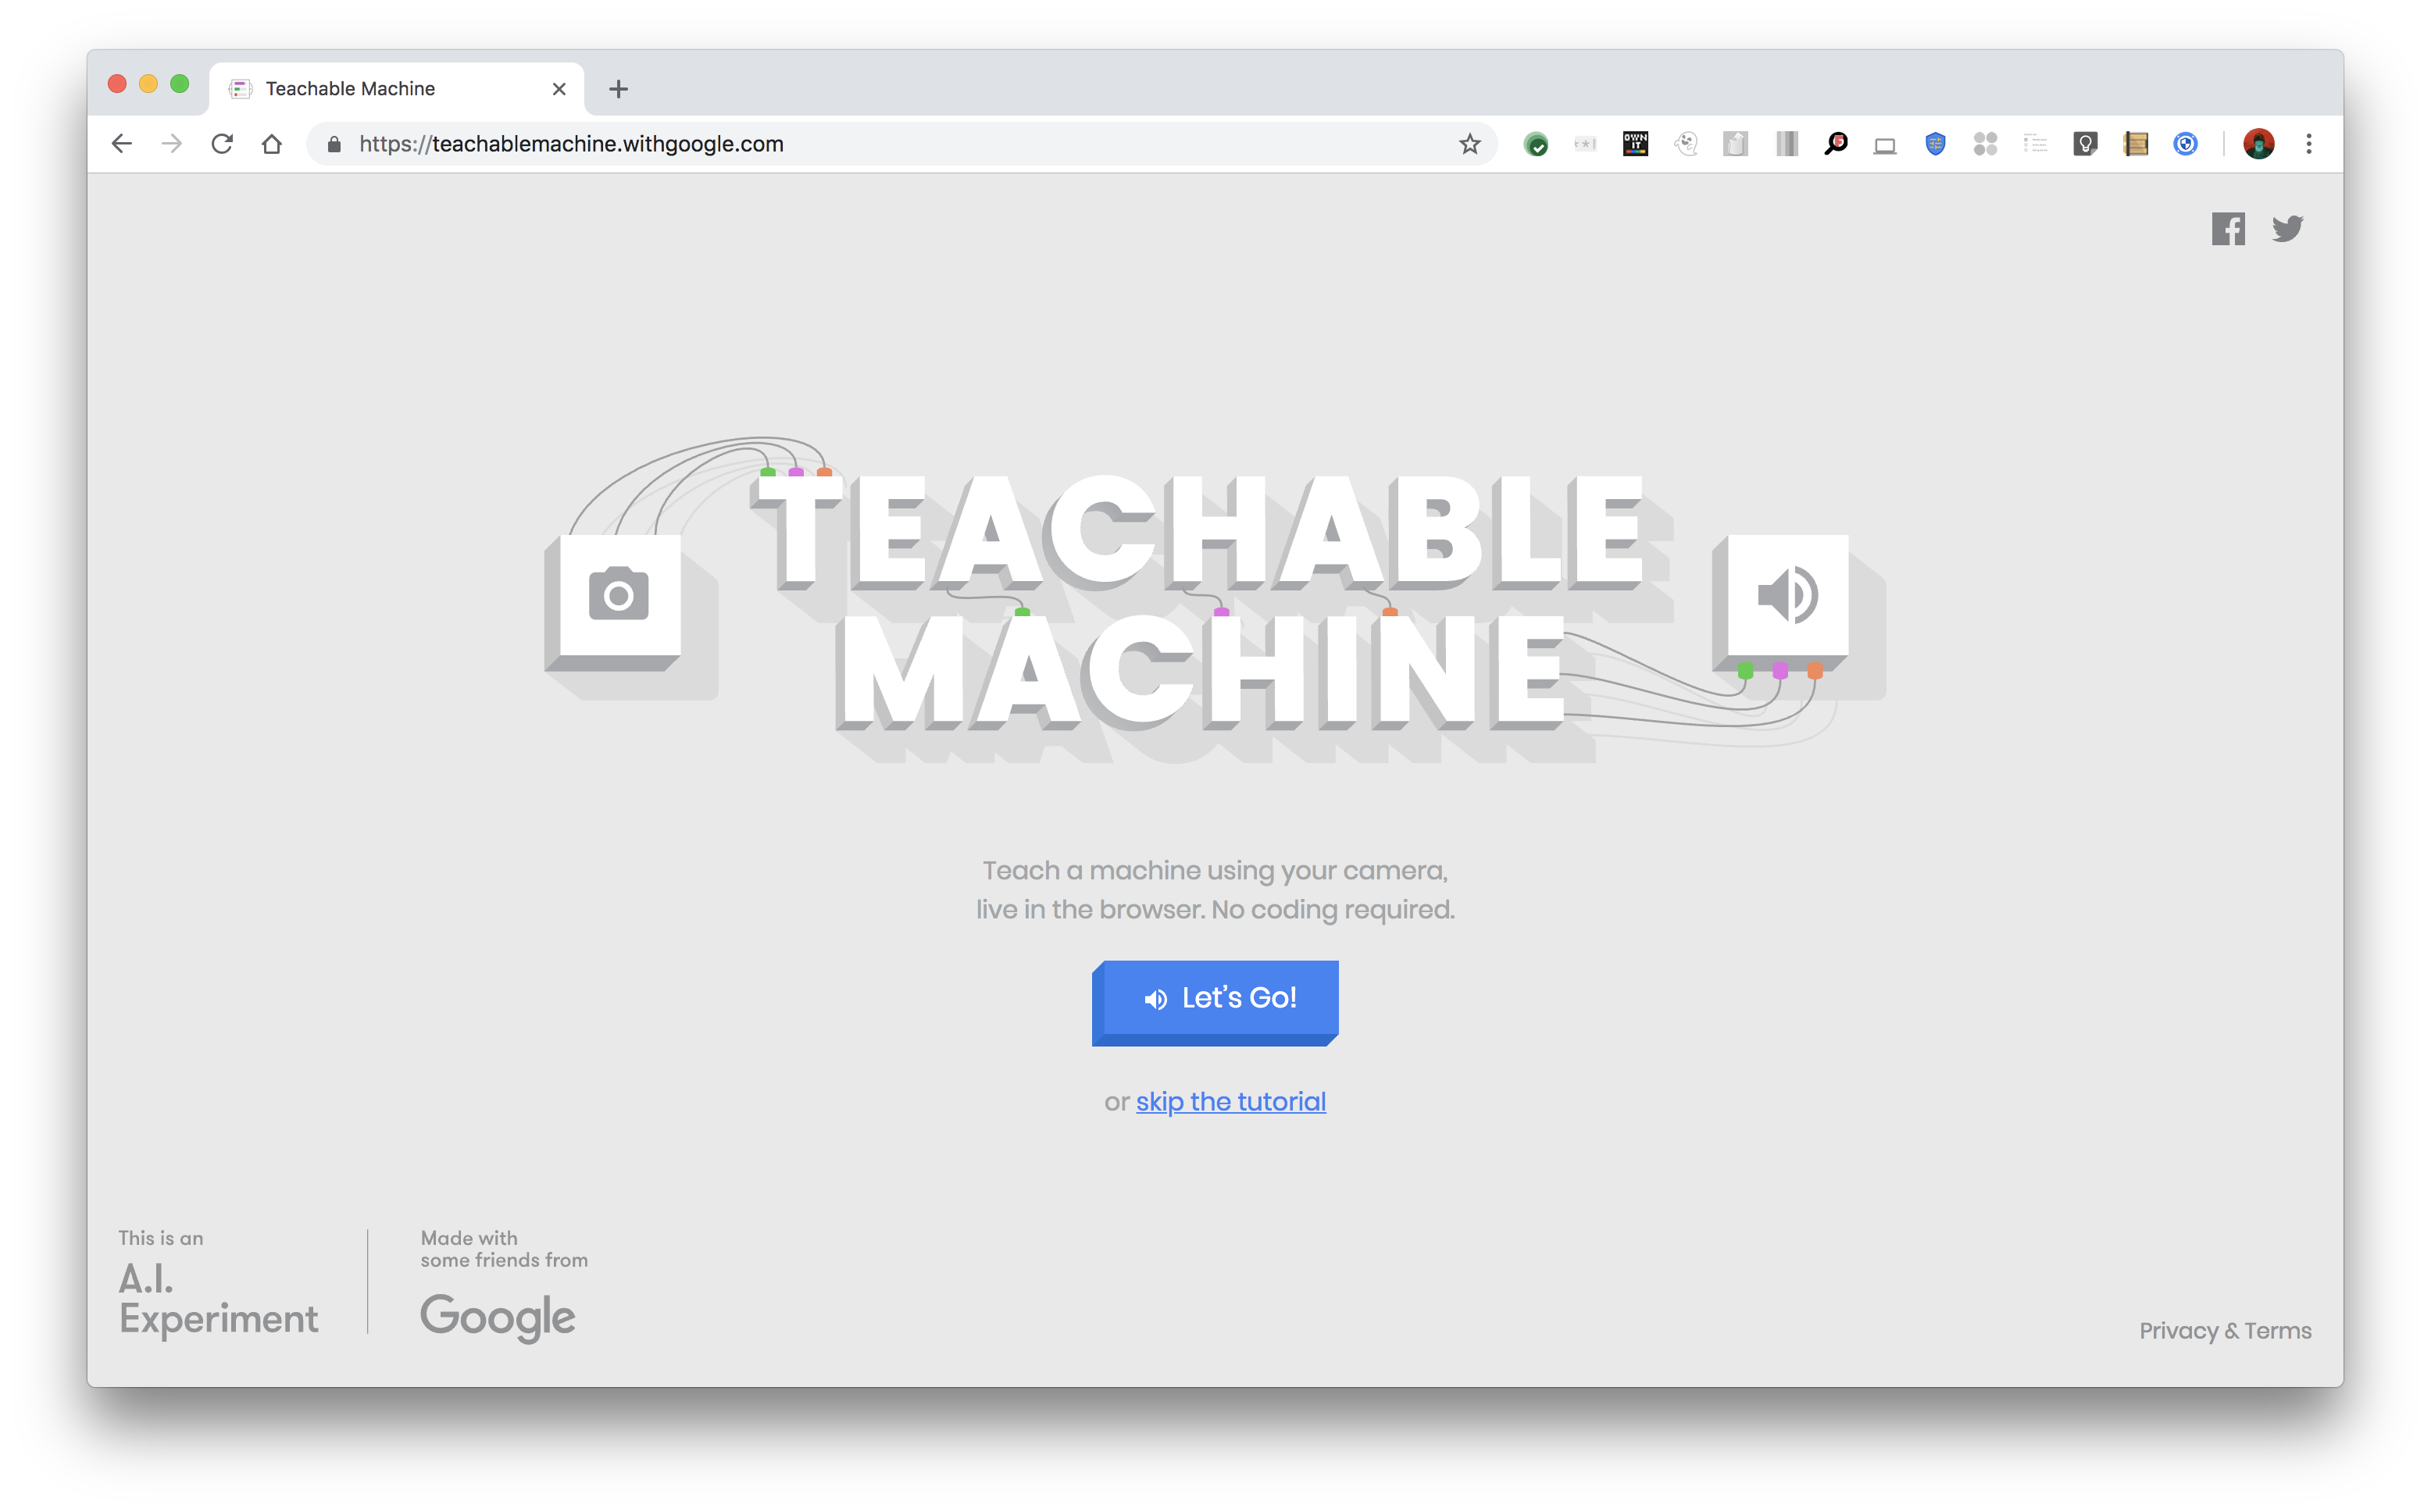 Teachable Machine
https://teachablemachine.withgoogle.com
OWN
IT
TEACHABLE
MACHINE
Teach a machine using your camera,
live in the browser. No coding required.
Let's Go!
or skip the tutorial
This is an
A.I.
Experiment
Made with
some friends from
Google
Privacy & Terms